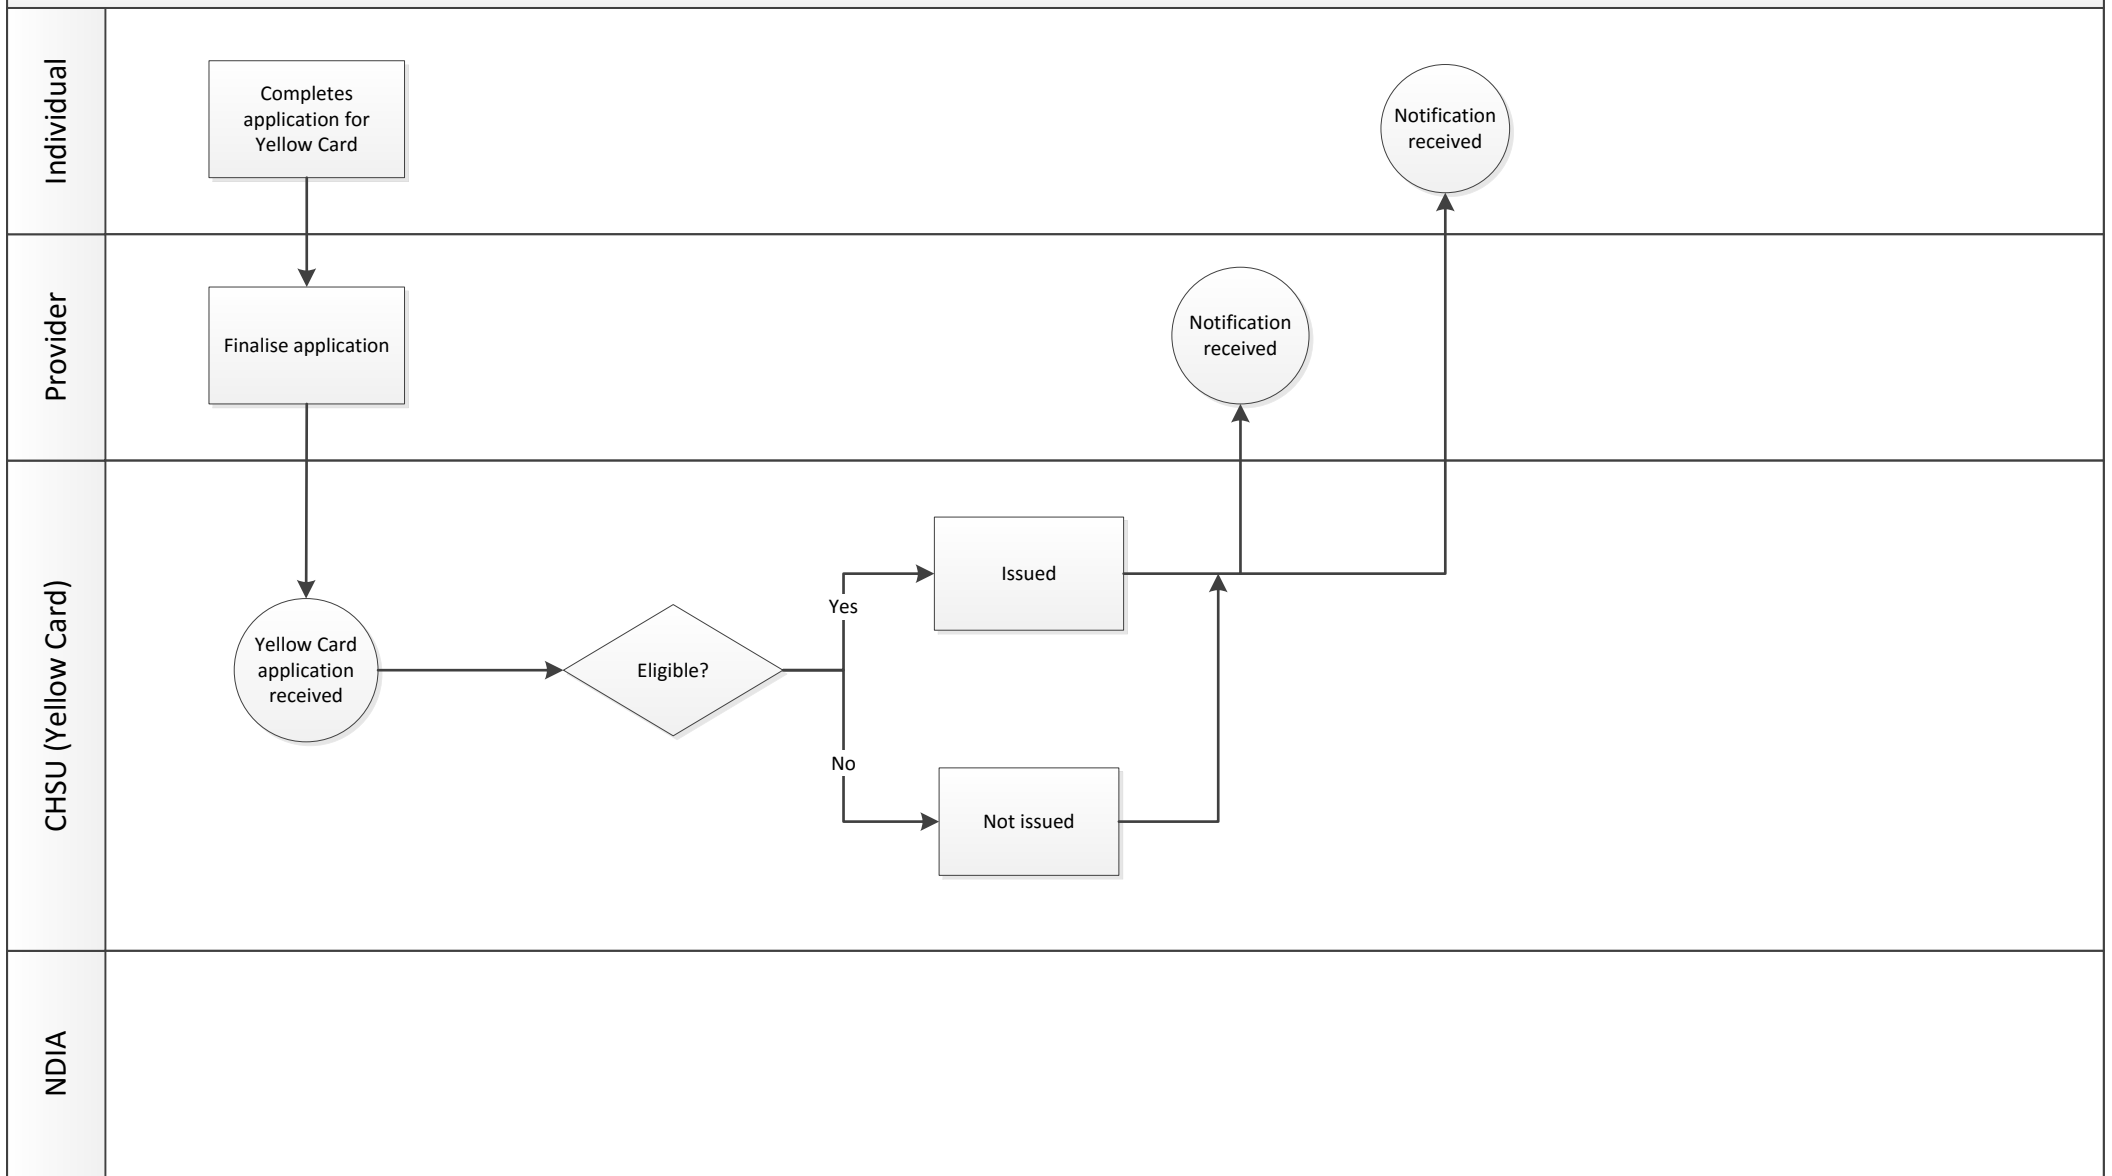 Individual
Completes
application for
Yellow Card
Notification
received
Provider
Finalise application
Notification
received
CHSU (Yellow Card)
Yellow Card
application
received
Eligible?
Yes
No
Issued
Not issued
NDIA